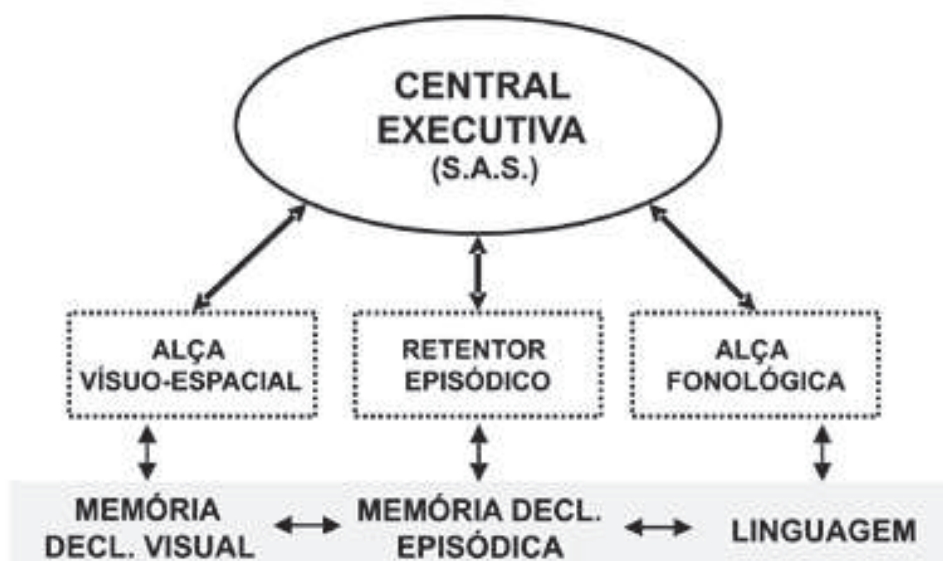 CENTRAL
EXECUTIVA
(S.A.S.)
ALÇA
VÍSUO-ESPACIAL
RETENTOR
EPISÓDICO
ALÇA
FONOLÓGICA
MEMÓRIA
DECL. VISUAL
MEMÓRIA DECL.
EPISÓDICA
LINGUAGEM